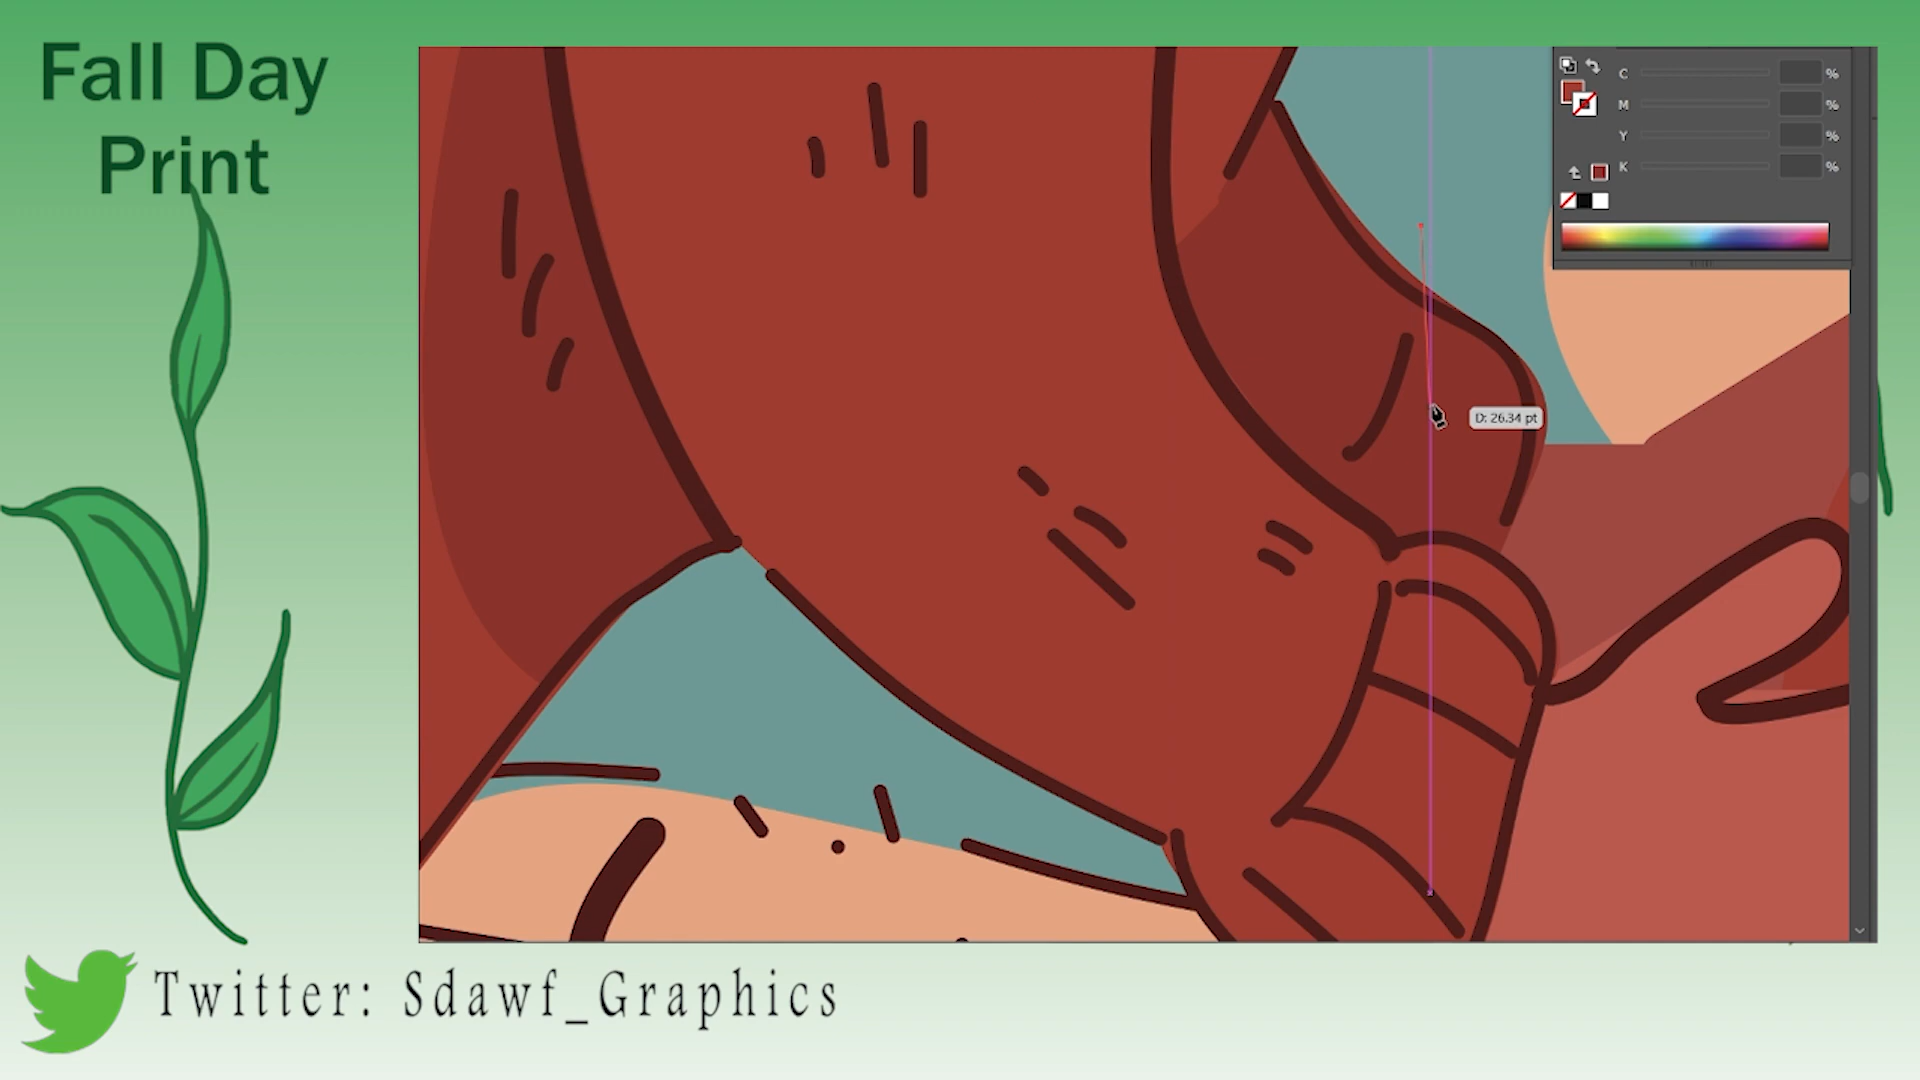 Fall Day
Print
C %
M %
Y %
K %
D: 26.34 pt
Twitter: Sdawf_Graphics